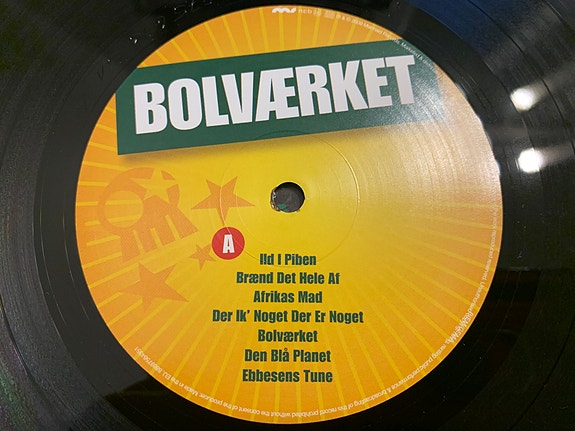 BOLVÆRKET
A
Ild I Piben
Brænd Det Hele Af
Afrikas Mad
Der Ik' Noget Der Er Noget
Bolværket
Den Blå Planet
Ebbesens Tune